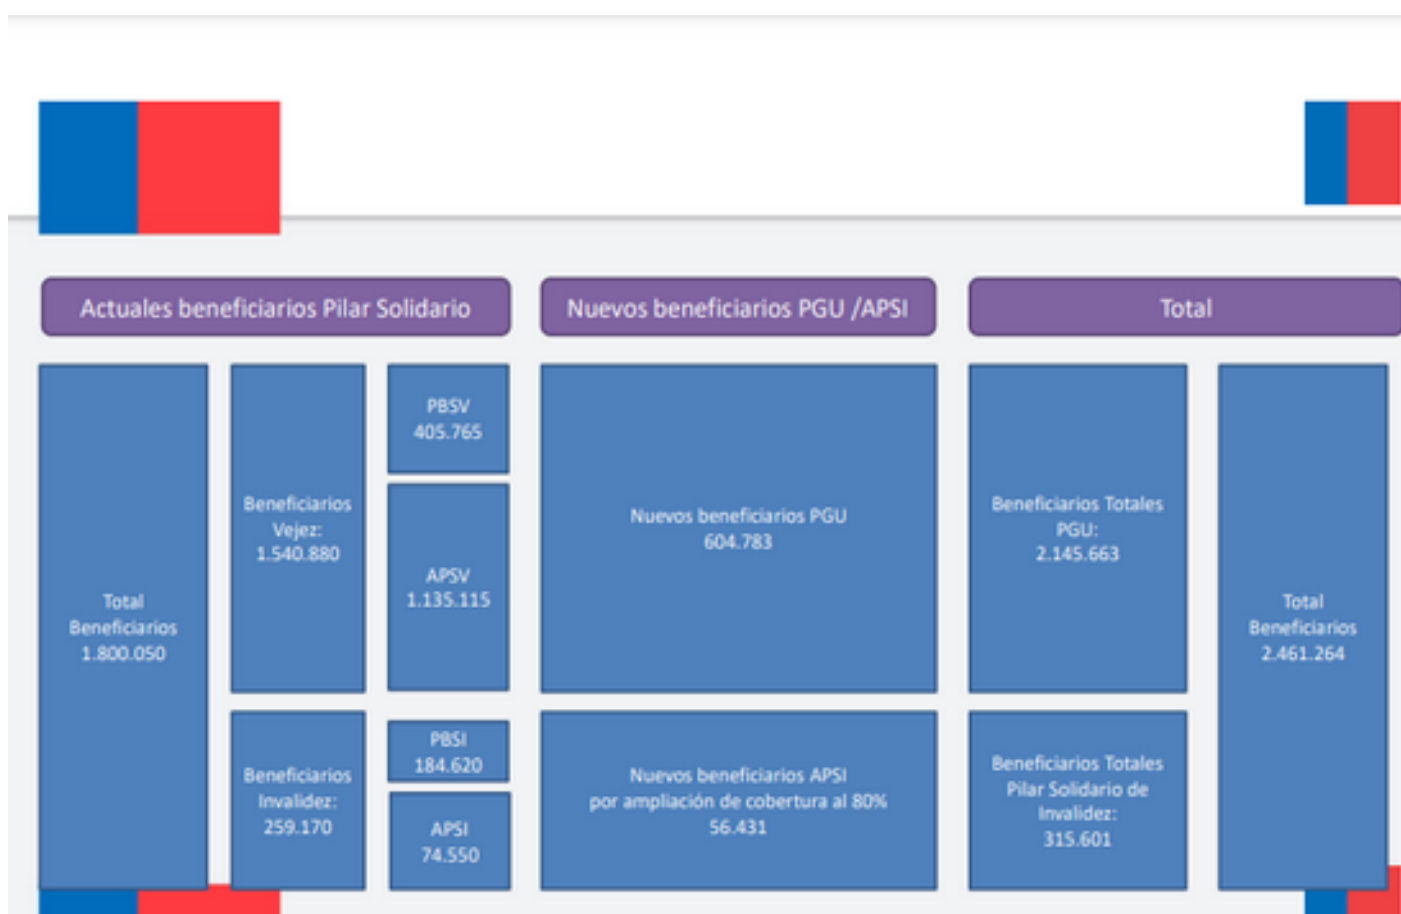 Actuales beneficiarios Pilar Solidario
Nuevos beneficiarios PGU /APSI
Total
Total
Beneficiarios
1.800.050
Beneficiarios
Vejez:
1.540.880
PBSV
405.765
APSV
1.135.115
Beneficiarios
Invalidez:
259.170
PBSI
184.620
APSI
74.550
Nuevos beneficiarios PGU
604.783
Nuevos beneficiarios APSI
por ampliación de cobertura al 80%
56.431
Beneficiarios Totales
PGU:
2.145.663
Beneficiarios Totales
Pilar Solidario de
Invalidez:
315.601
Total
Beneficiarios
2.461.264